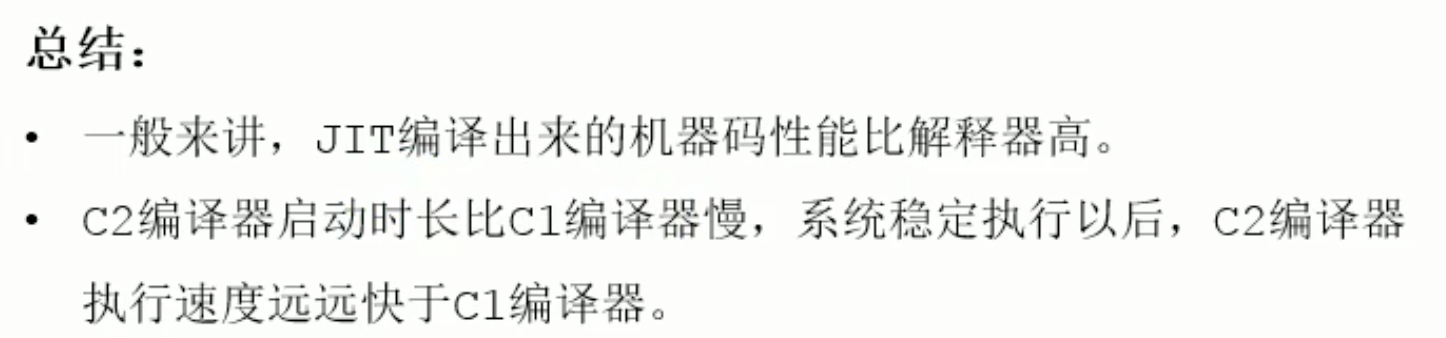 总结：
• 一般来讲，JIT编译出来的机器码性能比解释器高。
• C2编译器启动时长比C1编译器慢，系统稳定执行以后，C2编译器
执行速度远远快于C1编译器。